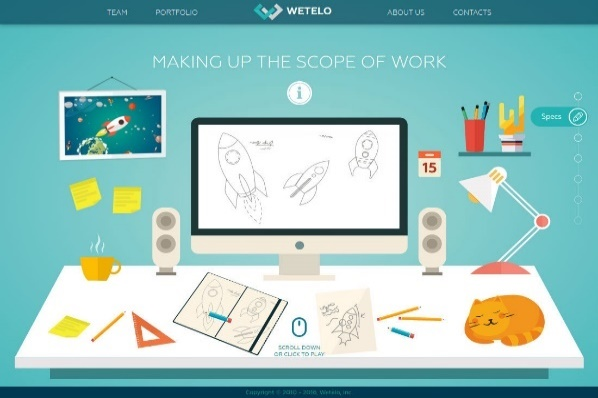 TEAM
PORTFOLIO
WETELO
ABOUT US
CONTACTS
MAKING UP THE SCOPE OF WORK
i
Specs
15
SCROLL DOWN
OR CLICK TO PLAY